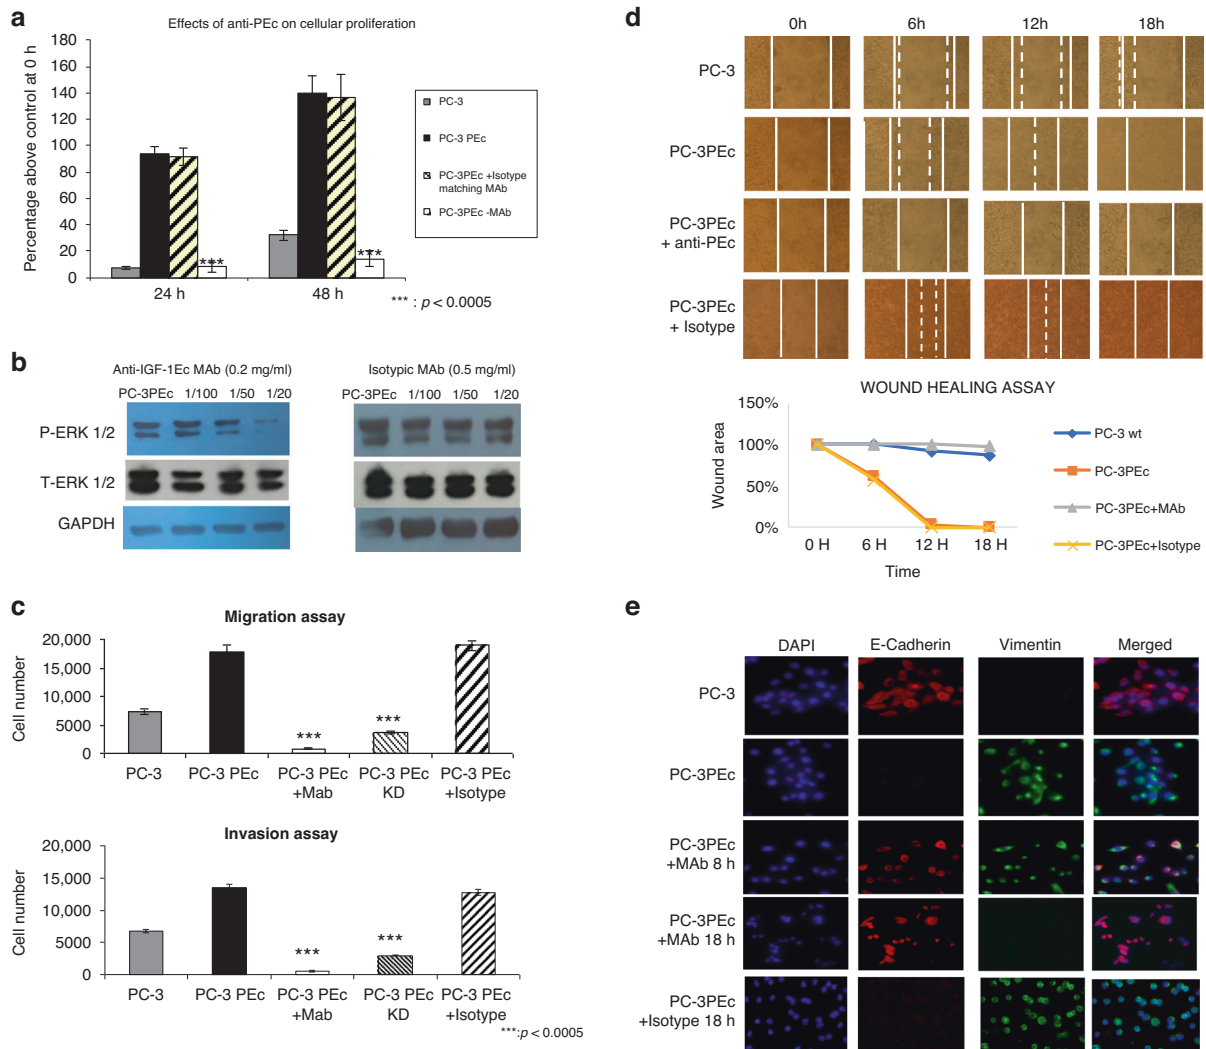 a
Effects of anti-PEc on cellular proliferation
Percentage above control at 0 h
180
160
140
120
100
80
60
40
20
0
***
***
24 h
48 h
*** : p < 0.0005
PC-3
PC-3 PEc
PC-3PEc +Isotype
matching MAb
PC-3PEc -MAb
b
Anti-IGF-1Ec MAb (0.2 mg/ml)
Isotypic MAb (0.5 mg/ml)
PC-3PEc 1/100 1/50 1/20
PC-3PEc 1/100 1/50 1/20
P-ERK 1/2
T-ERK 1/2
GAPDH
c
Migration assay
Cell number
20,000
15,000
10,000
5000
0
***
***
PC-3
PC-3 PEc
PC-3 PEc
+Mab
PC-3 PEc
KD
PC-3 PEc
+Isotype
Invasion assay
Cell number
20,000
15,000
10,000
5000
0
***
***
PC-3
PC-3 PEc
PC-3 PEc
+Mab
PC-3 PEc
KD
PC-3 PEc
+Isotype
***:p < 0.0005
d
0h 6h 12h 18h
PC-3
PC-3PEc
PC-3PEc
+ anti-PEc
PC-3PEc
+ Isotype
WOUND HEALING ASSAY
Wound area
150%
100%
50%
0%
0 H 6 H 12 H 18 H
Time
PC-3 wt
PC-3PEc
PC-3PEc+MAb
PC-3PEc+Isotype
e
DAPI E-Cadherin Vimentin Merged
PC-3
PC-3PEc
PC-3PEc
+MAb 8 h
PC-3PEc
+MAb 18 h
PC-3PEc
+Isotype 18 h